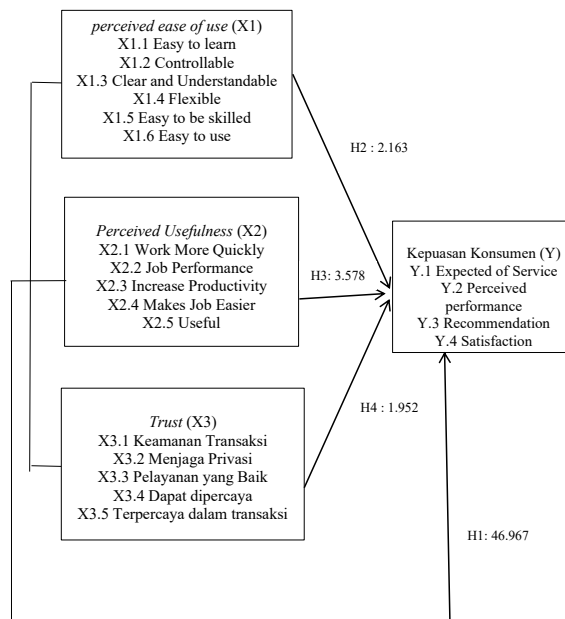 perceived ease of use (X1)
X1.1 Easy to learn
X1.2 Controllable
X1.3 Clear and Understandable
X1.4 Flexible
X1.5 Easy to be skilled
X1.6 Easy to use
H2 : 2.163
Perceived Usefulness (X2)
X2.1 Work More Quickly
X2.2 Job Performance
X2.3 Increase Productivity
X2.4 Makes Job Easier
X2.5 Useful
H3: 3.578
Kepuasan Konsumen (Y)
Y.1 Expected of Service
Y.2 Perceived
performance
Y.3 Recommendation
Y.4 Satisfaction
Trust (X3)
X3.1 Keamanan Transaksi
X3.2 Menjaga Privasi
X3.3 Pelayanan yang Baik
X3.4 Dapat dipercaya
X3.5 Terpercaya dalam transaksi
H4 : 1.952
H1: 46.967